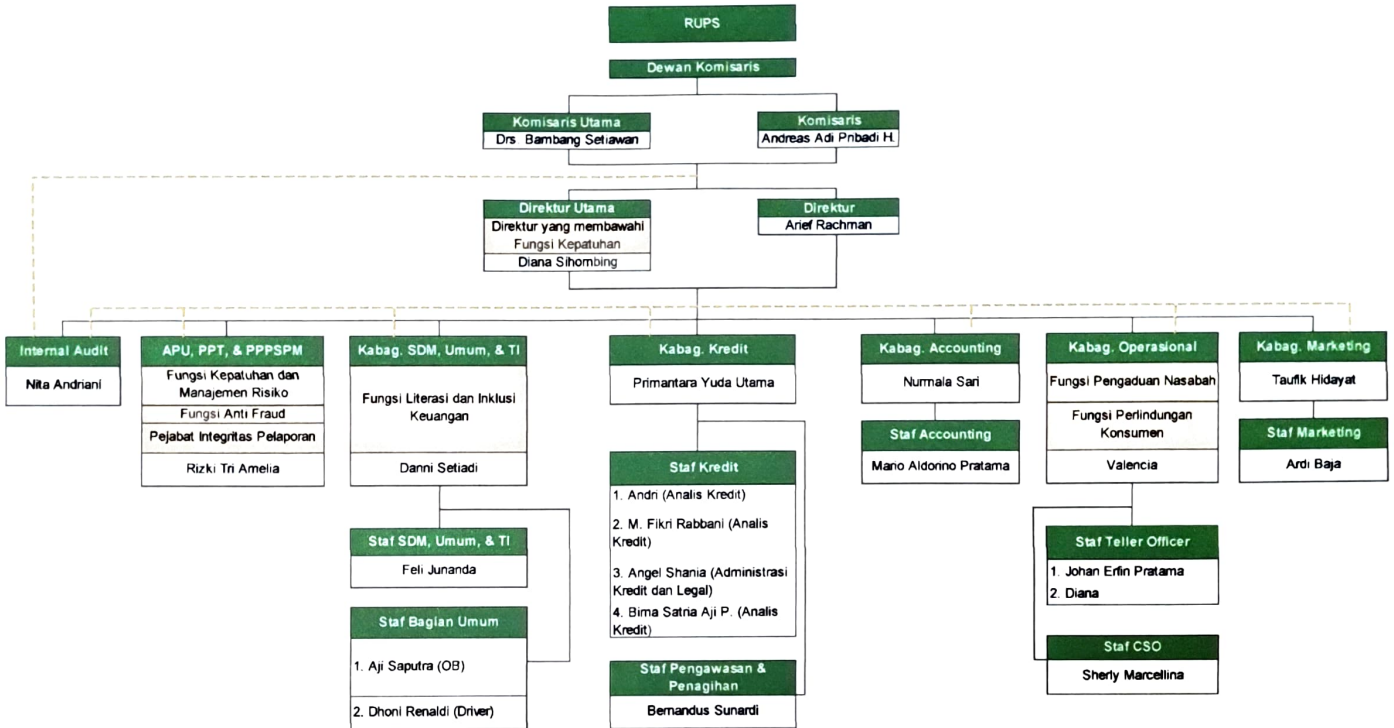 RUPS
Dewan Komisaris
Komisaris Utama
Drs. Bambang Setiawan
Komisaris
Andreas Adi Pribadi H.
Direktur Utama
Direktur yang membawahi
Fungsi Kepatuhan
Diana Sihombing
Direktur
Arief Rachman
Internal Audit
Nita Andriani
APU, PPT, & PPPSPM
Fungsi Kepatuhan dan
Manajemen Risiko
Fungsi Anti Fraud
Pejabat Integritas Pelaporan
Rizki Tri Amelia
Kabag. SDM, Umum, & TI
Fungsi Literasi dan Inklusi
Keuangan
Danni Setiadi
Staf SDM, Umum, & TI
Feli Junanda
Staf Bagian Umum
1. Aji Saputra (OB)
2. Dhoni Renaldi (Driver)
Kabag. Kredit
Primantara Yuda Utama
Staf Kredit
1. Andri (Analis Kredit)
2. M. Fikri Rabbani (Analis
Kredit)
3. Angel Shania (Administrasi
Kredit dan Legal)
4. Bima Satria Aji P. (Analis
Kredit)
Staf Pengawasan &
Penagihan
Bernandus Sunardi
Kabag. Accounting
Nurmala Sari
Staf Accounting
Mario Aldorino Pratama
Kabag. Operasional
Fungsi Pengaduan Nasabah
Fungsi Perlindungan
Konsumen
Valencia
Staf Teller Officer
1. Johan Erfin Pratama
2. Diana
Staf CSO
Sherly Marcellina
Kabag. Marketing
Taufik Hidayat
Staf Marketing
Ardi Baja